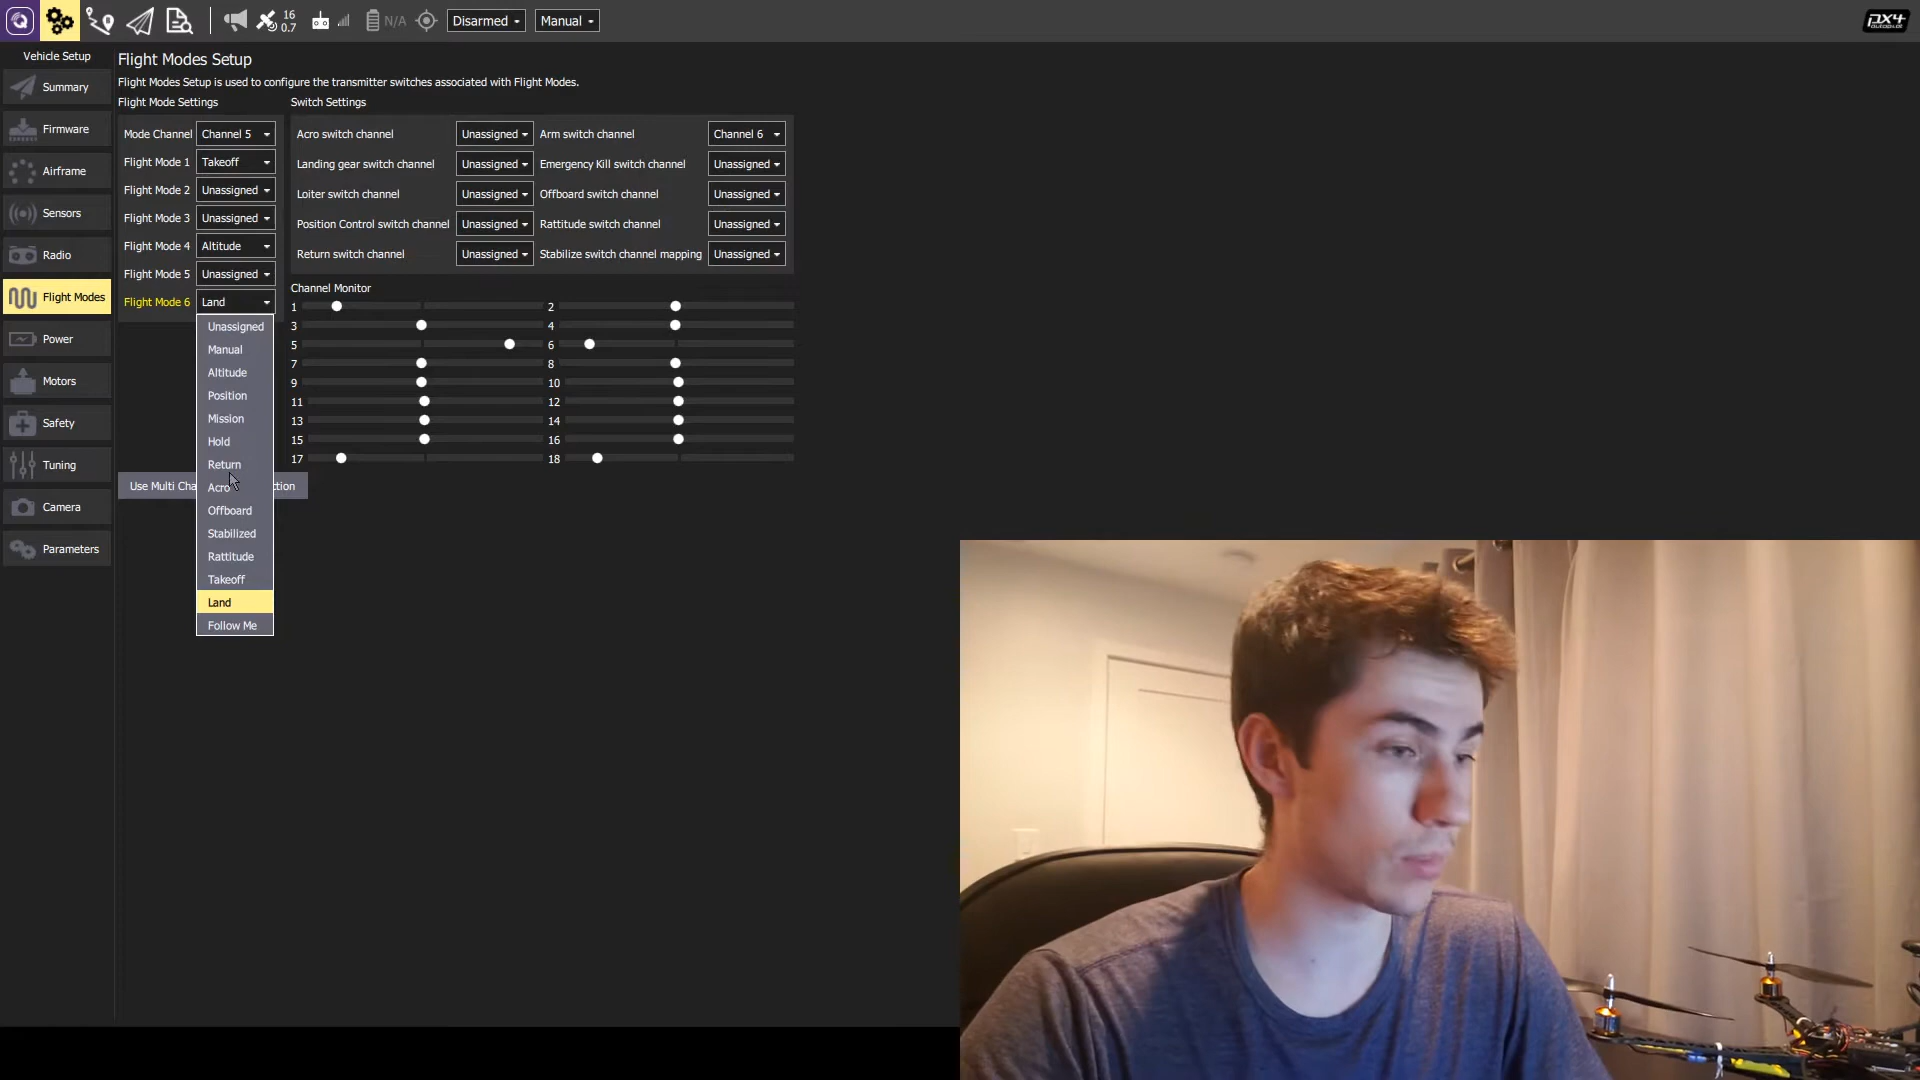 16
0.7
N/A
Disarmed
Manual
PX4
autopilot
Vehicle Setup
Summary
Firmware
Airframe
Sensors
Radio
Flight Modes
Power
Motors
Safety
Tuning
Camera
Parameters
Flight Modes Setup
Flight Modes Setup is used to configure the transmitter switches associated with Flight Modes.
Flight Mode Settings
Mode Channel Channel 5
Flight Mode 1 Takeoff
Flight Mode 2 Unassigned
Flight Mode 3 Unassigned
Flight Mode 4 Altitude
Flight Mode 5 Unassigned
Flight Mode 6 Land
Unassigned
Manual
Altitude
Position
Mission
Hold
Return
Acro
Offboard
Stabilized
Rattitude
Takeoff
Land
Follow Me
Use Multi Cha ction
Switch Settings
Acro switch channel Unassigned Arm switch channel Channel 6
Landing gear switch channel Unassigned Emergency Kill switch channel Unassigned
Loiter switch channel Unassigned Offboard switch channel Unassigned
Position Control switch channel Unassigned Rattitude switch channel Unassigned
Return switch channel Unassigned Stabilize switch channel mapping Unassigned
Channel Monitor
1 2
3 4
5 6
7 8
9 10
11 12
13 14
15 16
17 18